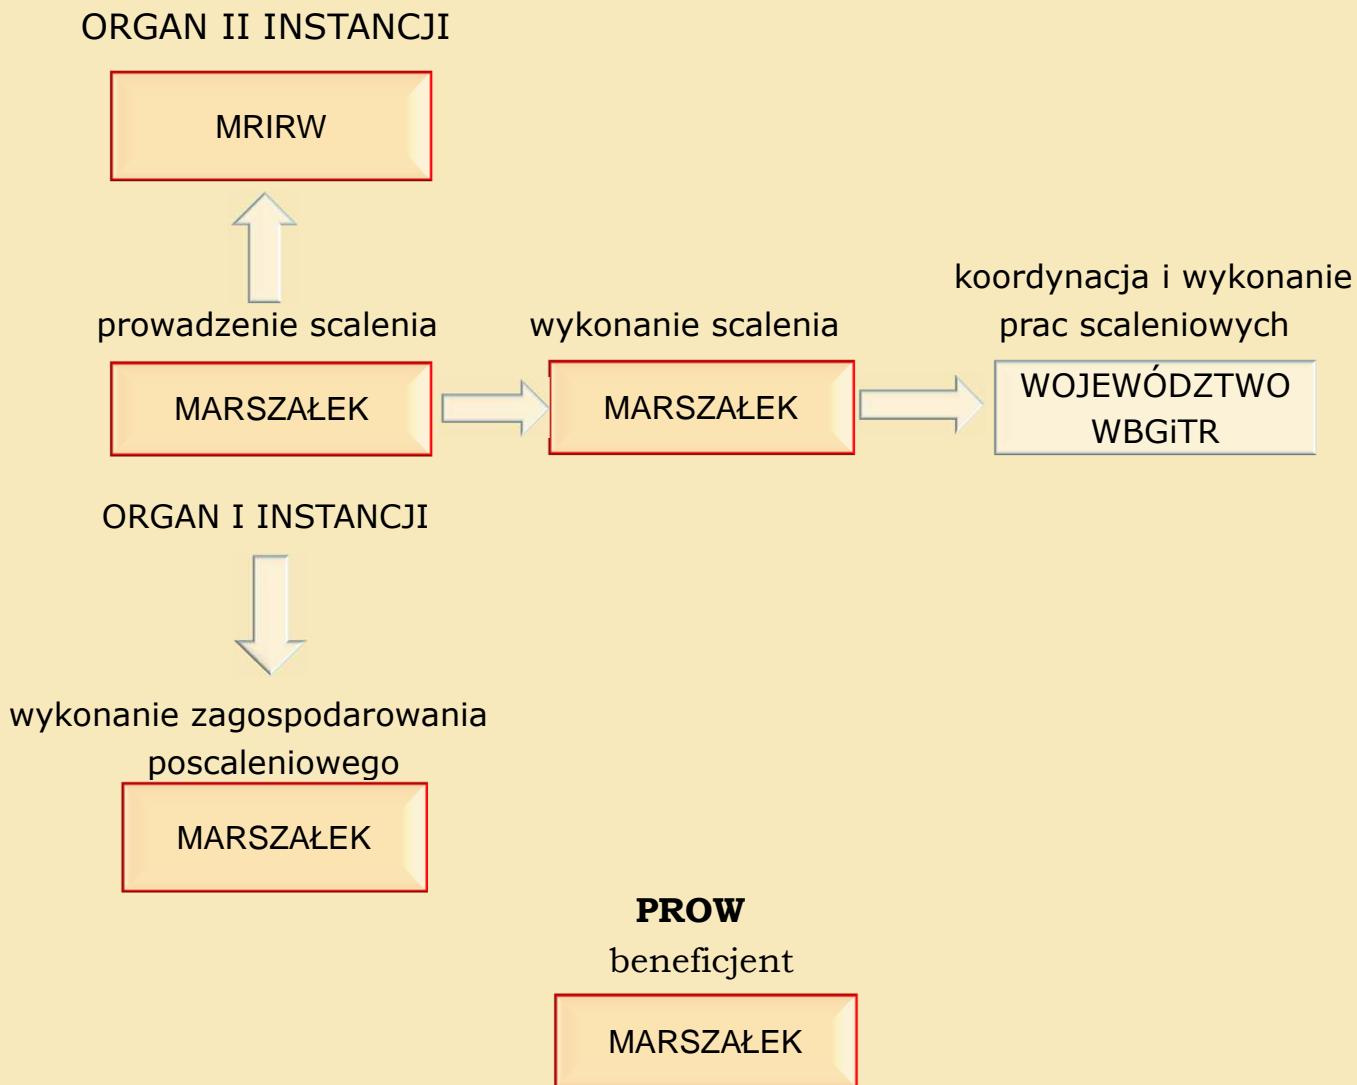 ORGAN II INSTANCJI
MRIRW
prowadzenie scalenia
MARSZAŁEK
ORGAN I INSTANCJI
wykonanie scalenia
MARSZAŁEK
koordynacja i wykonanie
prac scaleniowych
WOJEWÓDZTWO
WBGiTR
wykonanie zagospodarowania
poscaleniowego
MARSZAŁEK
PROW
beneficjent
MARSZAŁEK